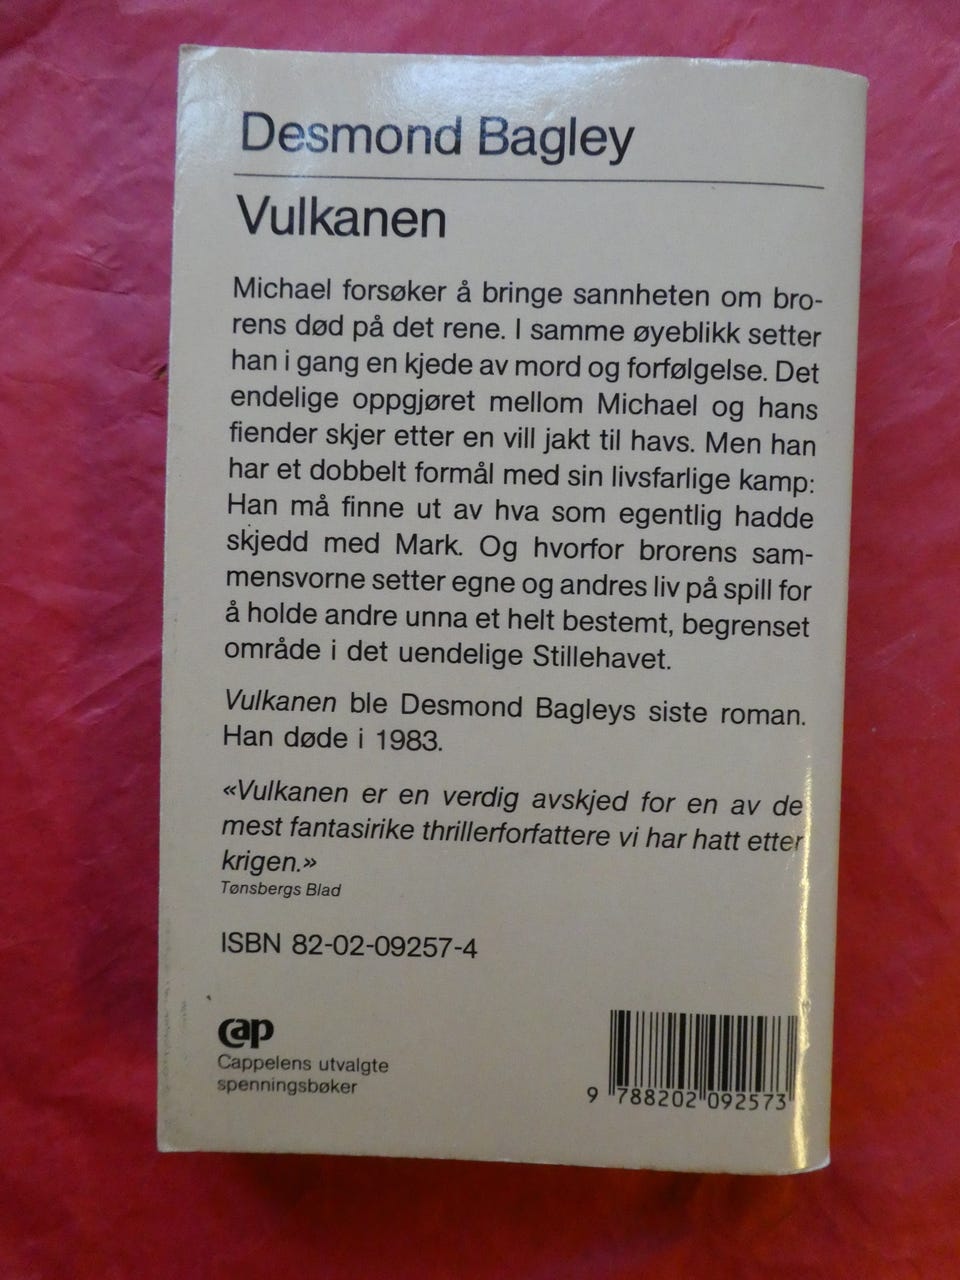 Desmond Bagley
Vulkanen
Michael forsøker å bringe sannheten om bro-
rens død på det rene. I samme øyeblikk setter
han i gang en kjede av mord og forfølgelse. Det
endelige oppgjøret mellom Michael og hans
fiender skjer etter en vill jakt til havs. Men han
har et dobbelt formål med sin livsfarlige kamp:
Han må finne ut av hva som egentlig hadde
skjedd med Mark. Og hvorfor brorens sam-
mensvorne setter egne og andres liv på spill for
å holde andre unna et helt bestemt, begrenset
område i det uendelige Stillehavet.
Vulkanen ble Desmond Bagleys siste roman.
Han døde i 1983.
«Vulkanen er en verdig avskjed for en av de
mest fantasirike thrillerforfattere vi har hatt etter
krigen.»
Tønsbergs Blad
ISBN 82-02-09257-4
cap
Cappelens utvalgte
spenningsbøker
9 788202 092573